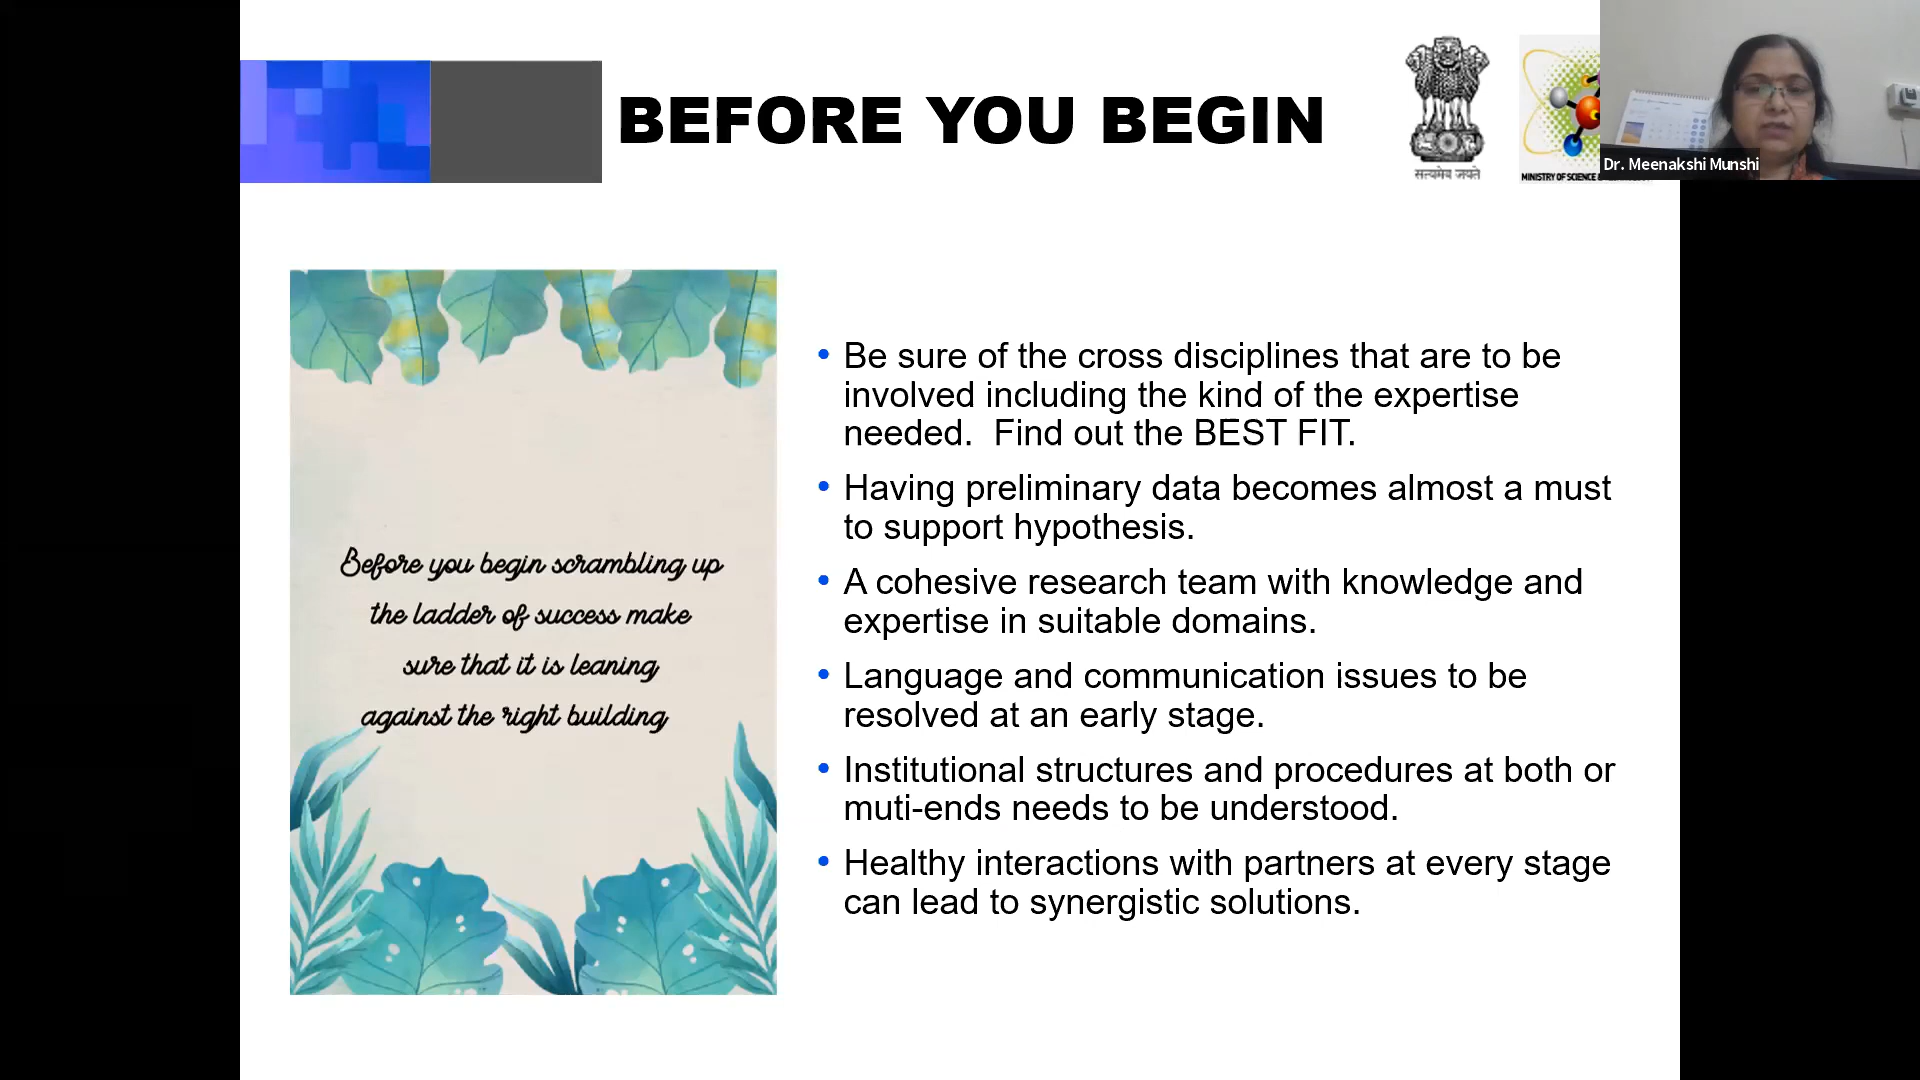 BEFORE YOU BEGIN
सत्यमेव जयते
MINISTRY OF SCIENCE
Dr. Meenakshi Munshi
Before you begin scrambling up
the ladder of success make
sure that it is leaning
against the right building
• Be sure of the cross disciplines that are to be
involved including the kind of the expertise
needed.  Find out the BEST FIT.
• Having preliminary data becomes almost a must
to support hypothesis.
• A cohesive research team with knowledge and
expertise in suitable domains.
• Language and communication issues to be
resolved at an early stage.
• Institutional structures and procedures at both or
muti-ends needs to be understood.
• Healthy interactions with partners at every stage
can lead to synergistic solutions.